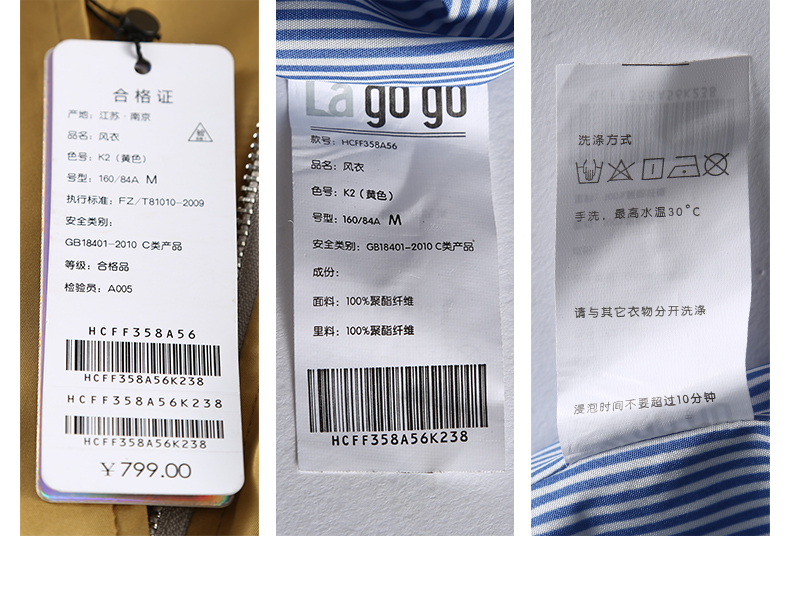 合格证
产地：江苏·南京
品名：风衣
色号：K2（黄色）
号型：160/84A M
执行标准：FZ/T81010-2009
安全类别：
GB18401-2010 C类产品
等级：合格品
检验员：A005
HCFF358A56
HCFF358A56K238
HCFF358A56K238
HCFF358A56K238
￥799.00
La go go
款号：HCFF358A56
品名：风衣
色号：K2（黄色）
号型：160/84A M
安全类别：GB18401-2010 C类产品
成份：
面料：100%聚酯纤维
里料：100%聚酯纤维
HCFF358A56K238
洗涤方式
手洗，最高水温30°C
请与其它衣物分开洗涤
浸泡时间不要超过10分钟